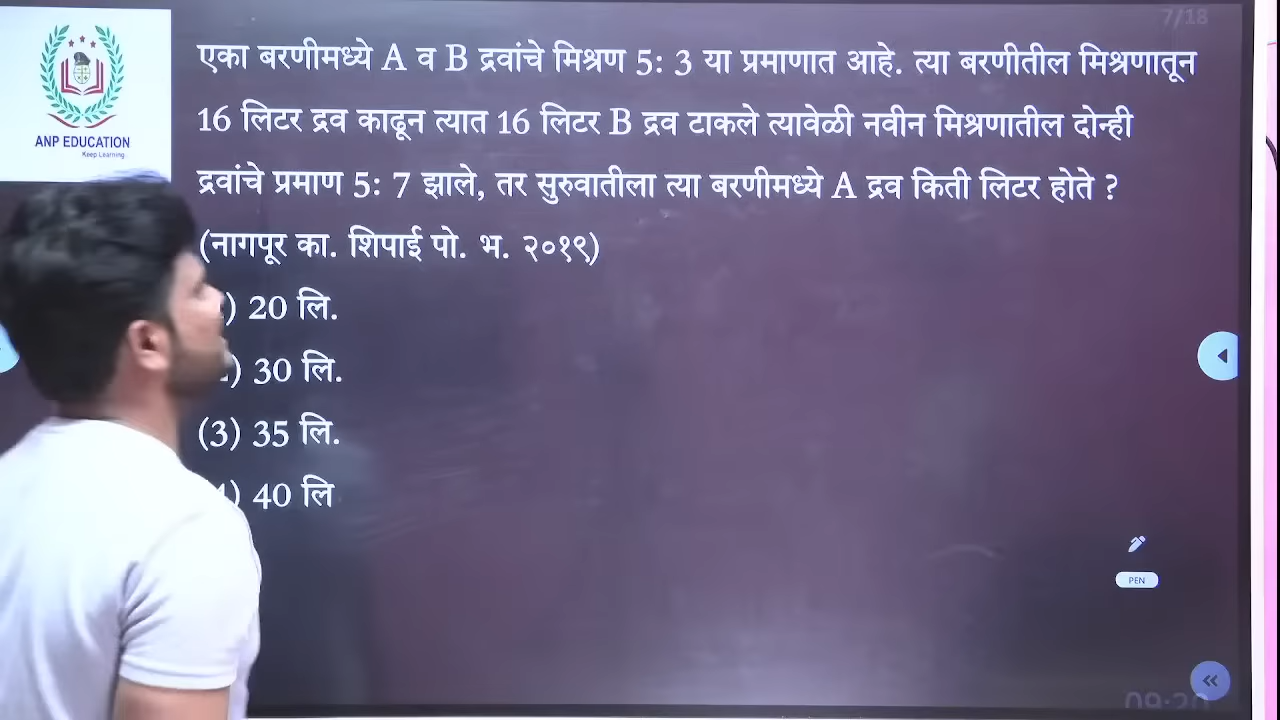 7/18
ANP EDUCATION
Keep Learning
एका बरणीमध्ये A व B द्रवांचे मिश्रण 5: 3 या प्रमाणात आहे. त्या बरणीतील मिश्रणातून
16 लिटर द्रव काढून त्यात 16 लिटर B द्रव टाकले त्यावेळी नवीन मिश्रणातील दोन्ही
द्रवांचे प्रमाण 5: 7 झाले, तर सुरुवातीला त्या बरणीमध्ये A द्रव किती लिटर होते ?
(नागपूर का. शिपाई पो. भ. २०१९)
) 20 लि.
) 30 लि.
(3) 35 लि.
) 40 लि
PEN